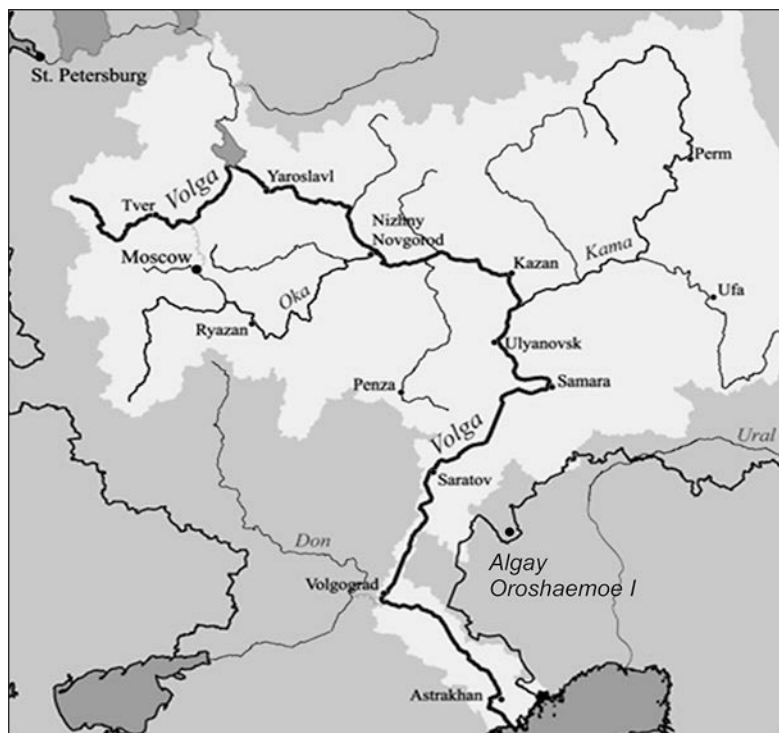 St. Petersburg
Perm
Volga
Yaroslavl
Tver
Nizhny
Novgorod
Moscow
Kazan
Kama
Ufa
Oka
Ryazan
Ulyanovsk
Penza
Samara
Volga
Ural
Saratov
Don
Algay
Oroshaemoe I
Volgograd
Astrakhan